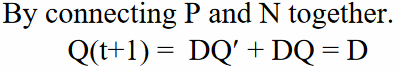 By connecting P and N together.
Q(t+1) = DQ′ + DQ = D